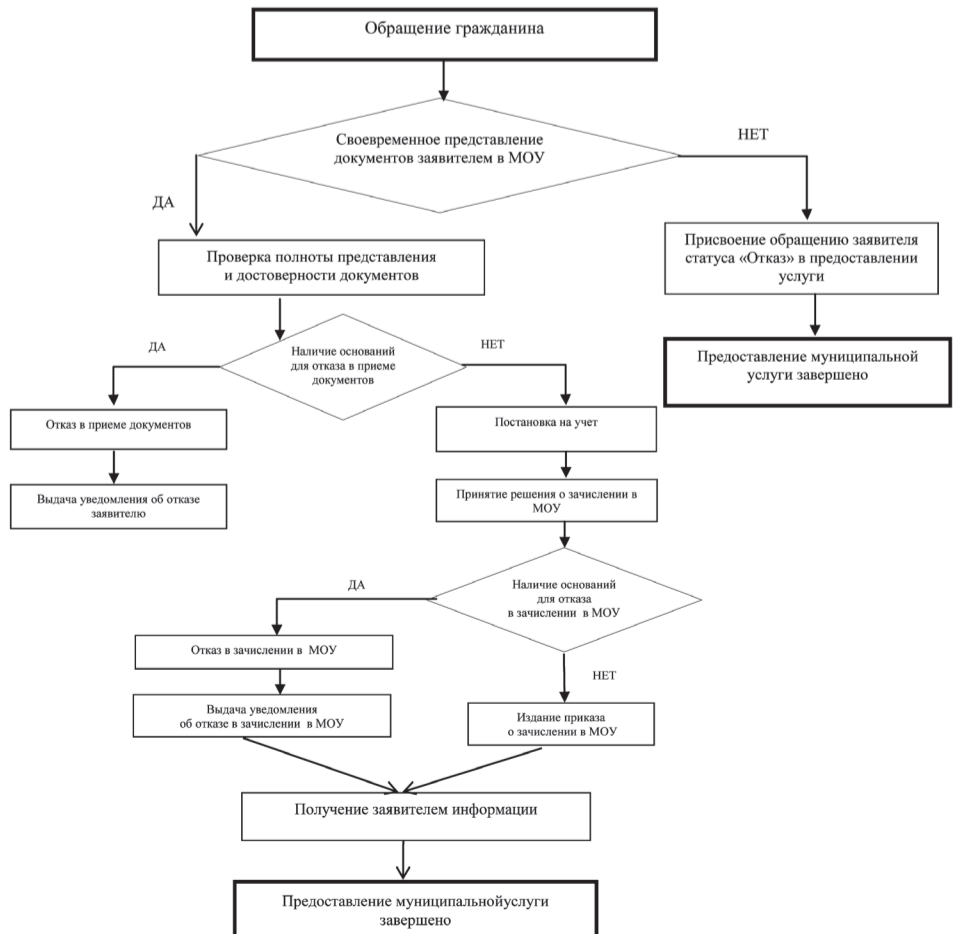 Обращение гражданина
Своевременное представление
документов заявителем в МОУ
НЕТ
ДА
Проверка полноты представления
и достоверности документов
Присвоение обращению заявителя
статуса «Отказ» в предоставлении
услуги
Предоставление муниципальной
услуги завершено
ДА
Наличие оснований
для отказа в приеме
документов
НЕТ
Отказ в приеме документов
Постановка на учет
Выдача уведомления об отказе
заявителю
Принятие решения о зачислении в
МОУ
ДА
Наличие оснований
для отказа
в зачислении в МОУ
Отказ в зачислении в МОУ
НЕТ
Выдача уведомления
об отказе в зачислении в МОУ
Издание приказа
о зачислении в МОУ
Получение заявителем информации
Предоставление муниципальнойуслуги
завершено